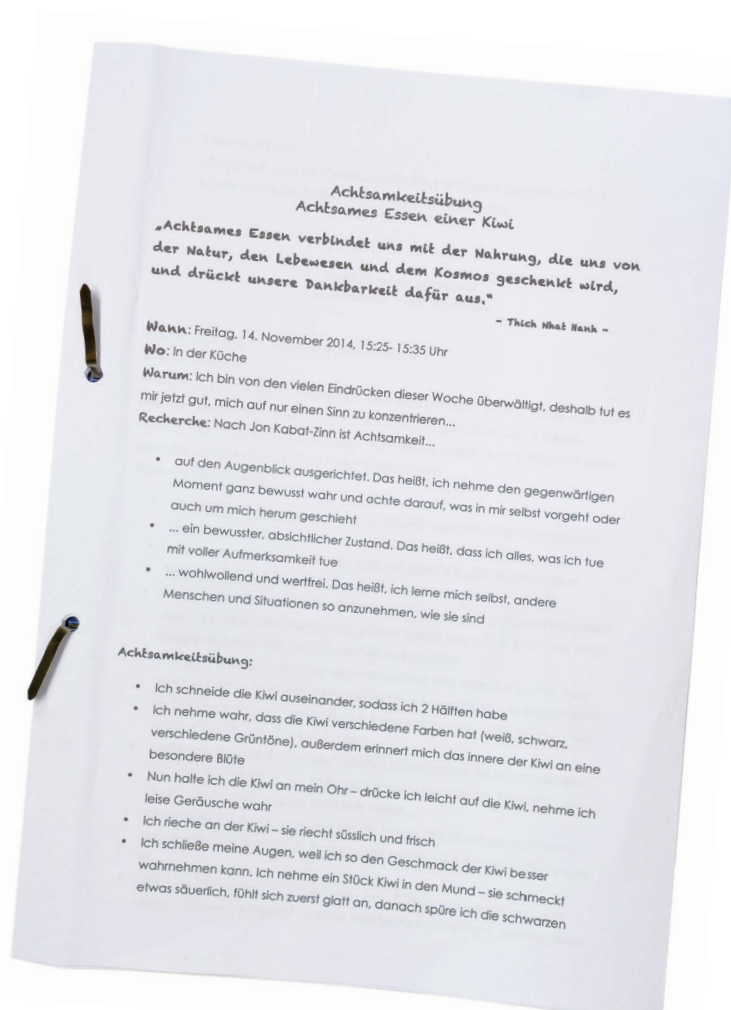 Achtsamkeitsübung
Achtsames Essen einer Kiwi
„Achtsames Essen verbindet uns mit der Nahrung, die uns von
der Natur, den Lebewesen und dem Kosmos geschenkt wird,
und drückt unsere Dankbarkeit dafür aus."
- Thich Nhat Hanh -
Wann: Freitag, 14. November 2014, 15:25- 15:35 Uhr
Wo: In der Küche
Warum: Ich bin von den vielen Eindrücken dieser Woche überwältigt, deshalb tut es
mir jetzt gut, mich auf nur einen Sinn zu konzentrieren...
Recherche: Nach Jon Kabat-Zinn ist Achtsamkeit...
• auf den Augenblick ausgerichtet. Das heißt, ich nehme den gegenwärtigen
Moment ganz bewusst wahr und achte darauf, was in mir selbst vorgeht oder
auch um mich herum geschieht
• ... ein bewusster, absichtlicher Zustand. Das heißt, dass ich alles, was ich tue
mit voller Aufmerksamkeit tue
• ... wohlwollend und wertfrei. Das heißt, ich lerne mich selbst, andere
Menschen und Situationen so anzunehmen, wie sie sind
Achtsamkeitsübung:
• Ich schneide die Kiwi auseinander, sodass ich 2 Hälften habe
• Ich nehme wahr, dass die Kiwi verschiedene Farben hat (weiß, schwarz,
verschiedene Grüntöne), außerdem erinnert mich das innere der Kiwi an eine
besondere Blüte
• Nun halte ich die Kiwi an mein Ohr – drücke ich leicht auf die Kiwi, nehme ich
leise Geräusche wahr
• Ich rieche an der Kiwi – sie riecht süsslich und frisch
• Ich schließe meine Augen, weil ich so den Geschmack der Kiwi besser
wahrnehmen kann. Ich nehme ein Stück Kiwi in den Mund – sie schmeckt
etwas säuerlich, fühlt sich zuerst glatt an, danach spüre ich die schwarzen